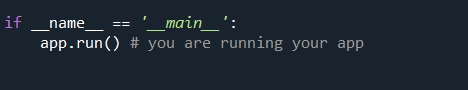 if __name__ == '__main__':
    app.run() # you are running your app